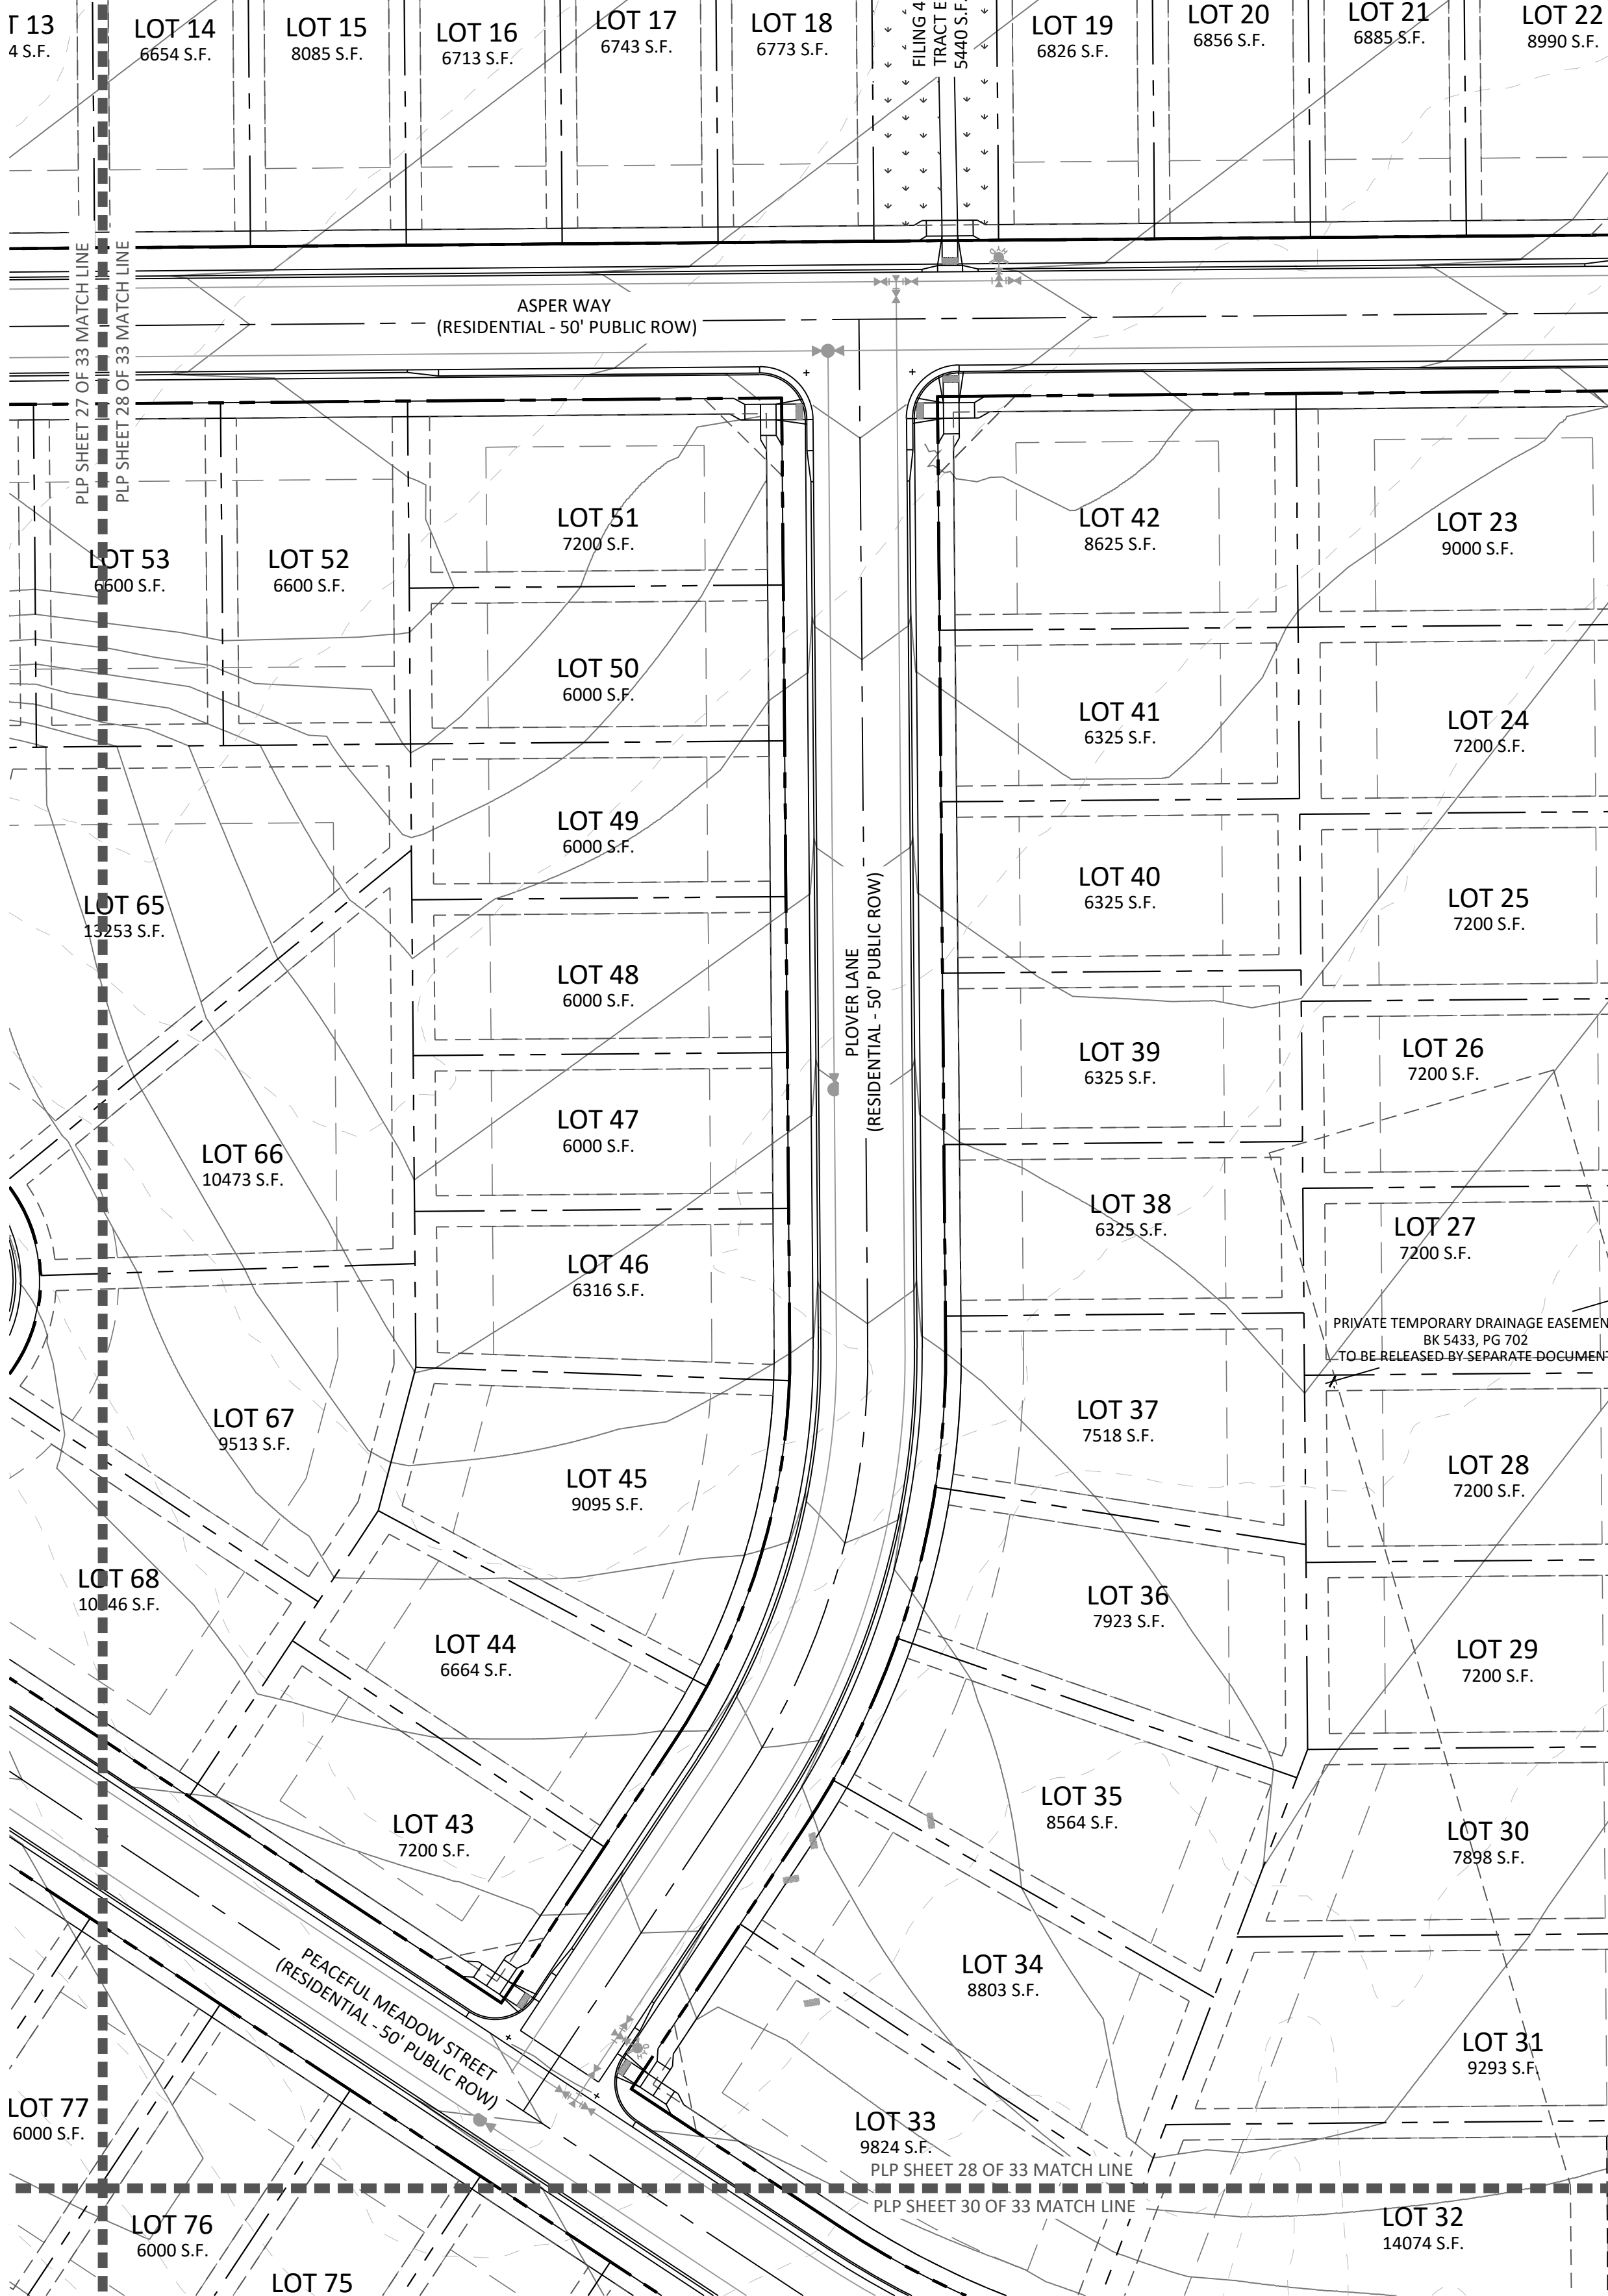 T 13
4 S.F.
LOT 14
6654 S.F.
LOT 15
8085 S.F.
LOT 16
6713 S.F.
LOT 17
6743 S.F.
LOT 18
6773 S.F.
FILING 4
TRACT E
5440 S.F.
LOT 19
6826 S.F.
LOT 20
6856 S.F.
LOT 21
6885 S.F.
LOT 22
8990 S.F.
PLP SHEET 27 OF 33 MATCH LINE
PLP SHEET 28 OF 33 MATCH LINE
ASPER WAY
(RESIDENTIAL - 50' PUBLIC ROW)
LOT 53
6600 S.F.
LOT 52
6600 S.F.
LOT 51
7200 S.F.
LOT 42
8625 S.F.
LOT 23
9000 S.F.
LOT 50
6000 S.F.
LOT 41
6325 S.F.
LOT 24
7200 S.F.
LOT 49
6000 S.F.
LOT 40
6325 S.F.
LOT 25
7200 S.F.
LOT 65
13253 S.F.
LOT 48
6000 S.F.
PLOVER LANE
(RESIDENTIAL - 50' PUBLIC ROW)
LOT 39
6325 S.F.
LOT 26
7200 S.F.
LOT 66
10473 S.F.
LOT 47
6000 S.F.
LOT 38
6325 S.F.
LOT 27
7200 S.F.
LOT 46
6316 S.F.
PRIVATE TEMPORARY DRAINAGE EASEMEN
BK 5433, PG 702
TO BE RELEASED BY SEPARATE DOCUMENT
LOT 67
9513 S.F.
LOT 45
9095 S.F.
LOT 37
7518 S.F.
LOT 28
7200 S.F.
LOT 68
S.F.
LOT 44
6664 S.F.
LOT 36
7923 S.F.
LOT 29
7200 S.F.
LOT 43
7200 S.F.
LOT 35
8564 S.F.
LOT 30
7898 S.F.
PEACEFUL MEADOW STREET
(RESIDENTIAL - 50' PUBLIC ROW)
LOT 34
8803 S.F.
HYD
LOT 31
9293 S.F.
LOT 77
6000 S.F.
LOT 33
9824 S.F.
PLP SHEET 28 OF 33 MATCH LINE
PLP SHEET 30 OF 33 MATCH LINE
LOT 76
6000 S.F.
LOT 32
14074 S.F.
LOT 75